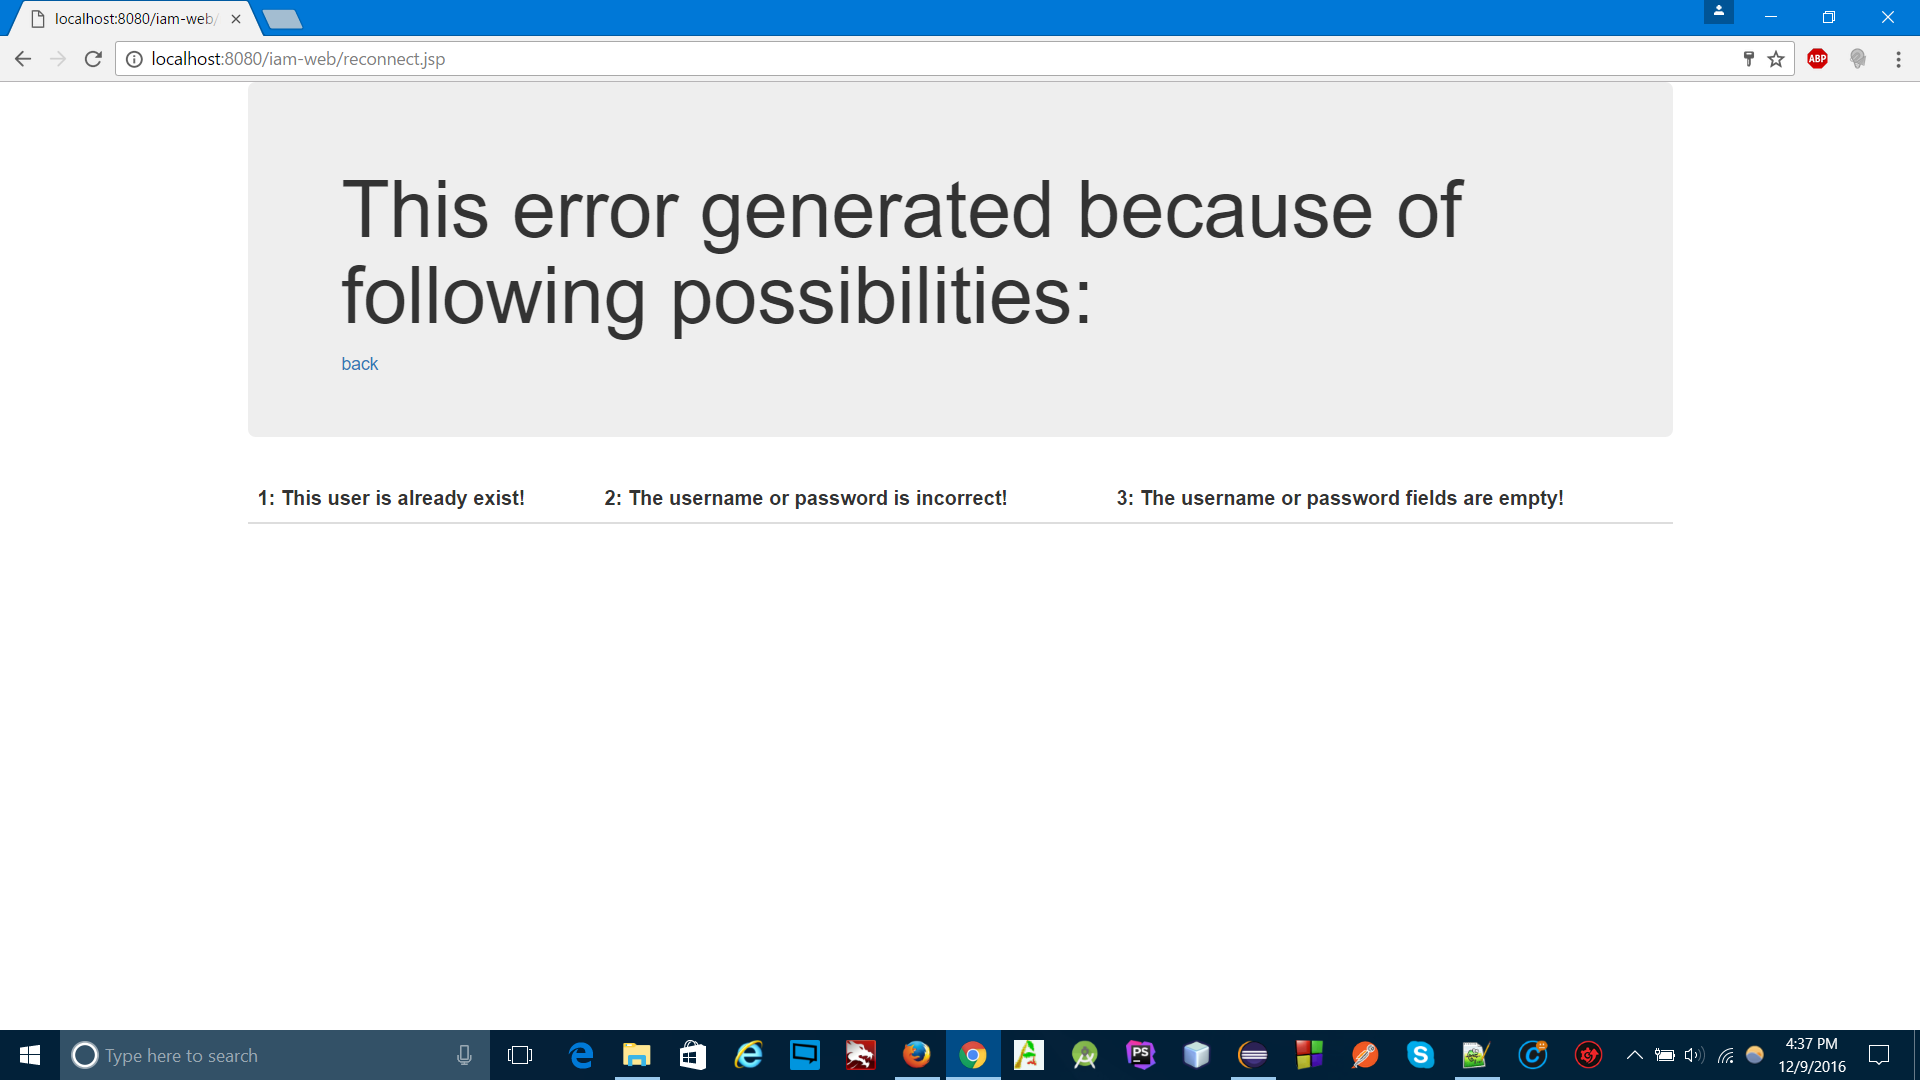 localhost:8080/iam-web/
localhost:8080/iam-web/reconnect.jsp
ABP
This error generated because of
following possibilities:
back
1: This user is already exist!
2: The username or password is incorrect!
3: The username or password fields are empty!
Type here to search
PS
4:37 PM
12/9/2016